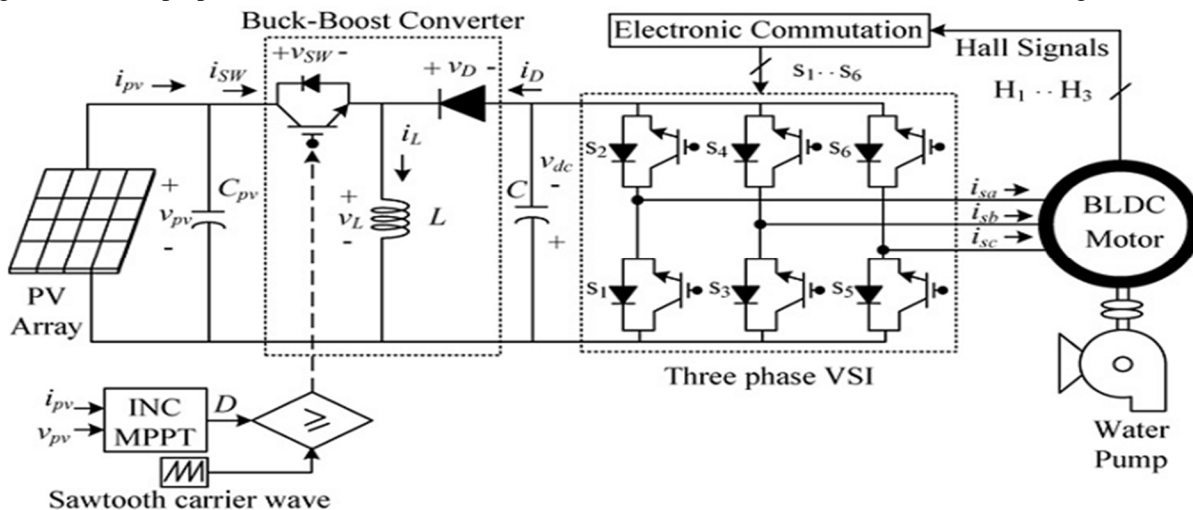 Buck-Boost Converter
Electronic Commutation
Hall Signals
H1 ·· H3
s1 ·· s6
ipv
iSW
+vSW-
+ vD -
iD
iL
Cpv
+
vpv
-
+
vL
-
L
C
vdc
-
+
s2
s4
s6
isa
isb
isc
BLDC
Motor
s1
s3
s5
PV
Array
Three phase VSI
ipv
vpv
INC
MPPT
D
≥
Sawtooth carrier wave
Water
Pump